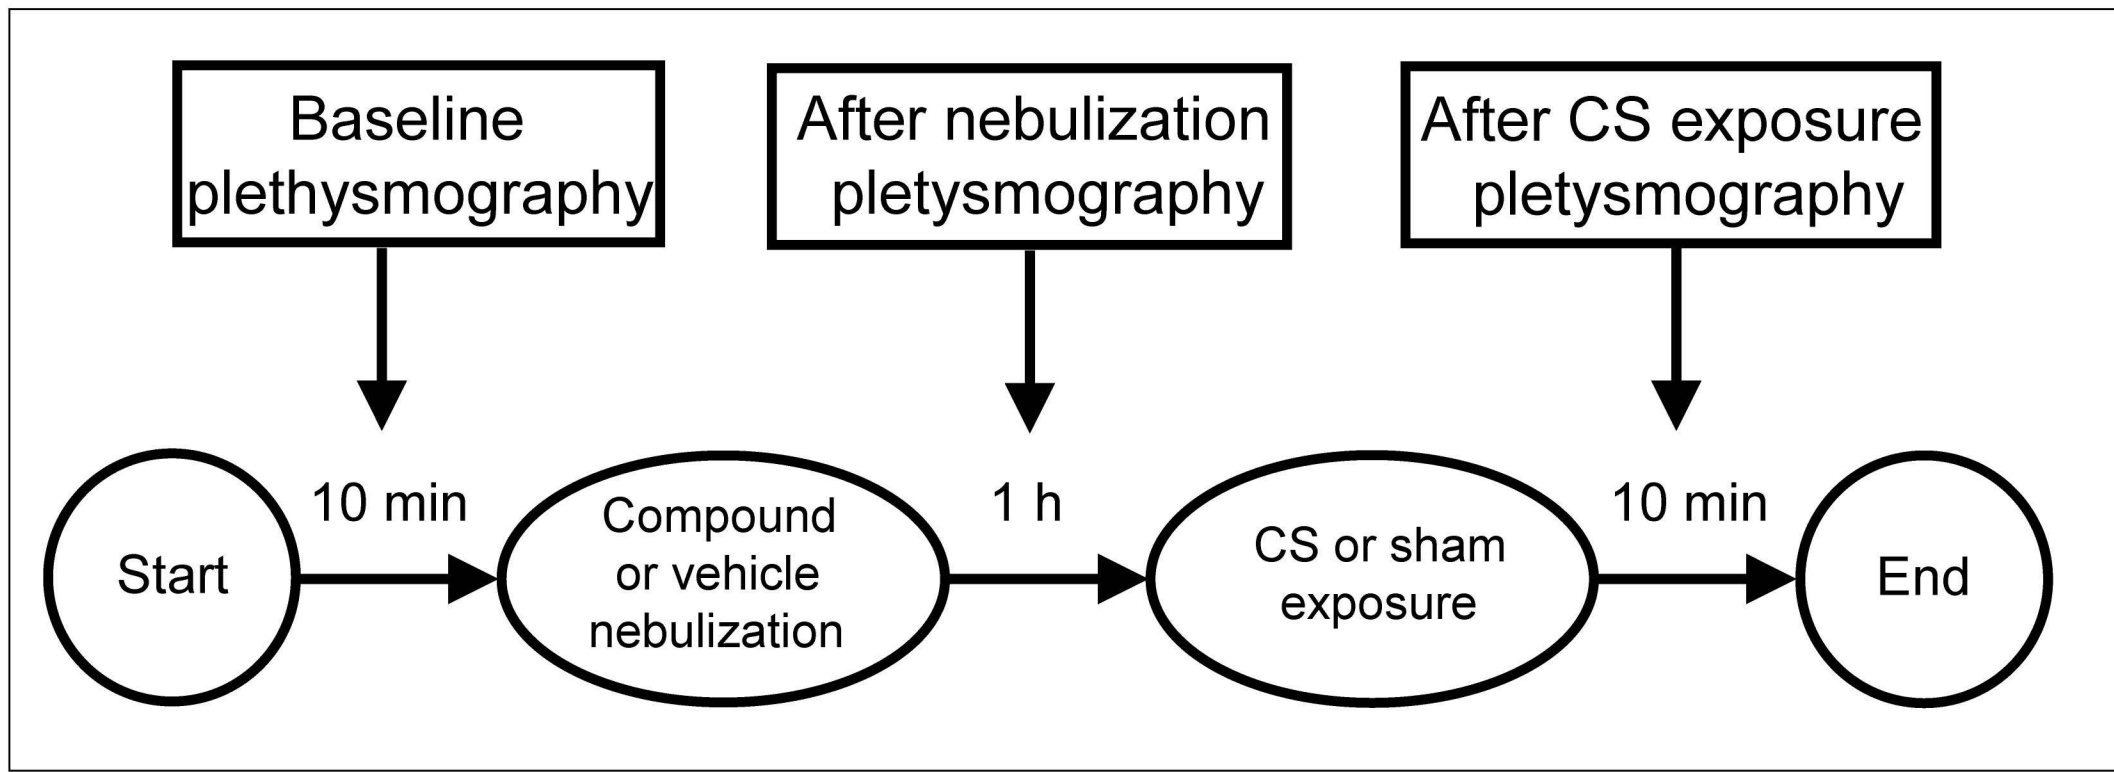 Baseline
plethysmography
After nebulization
pletysmography
After CS exposure
pletysmography
10 min
1 h
10 min
Start
Compound
or vehicle
nebulization
CS or sham
exposure
End